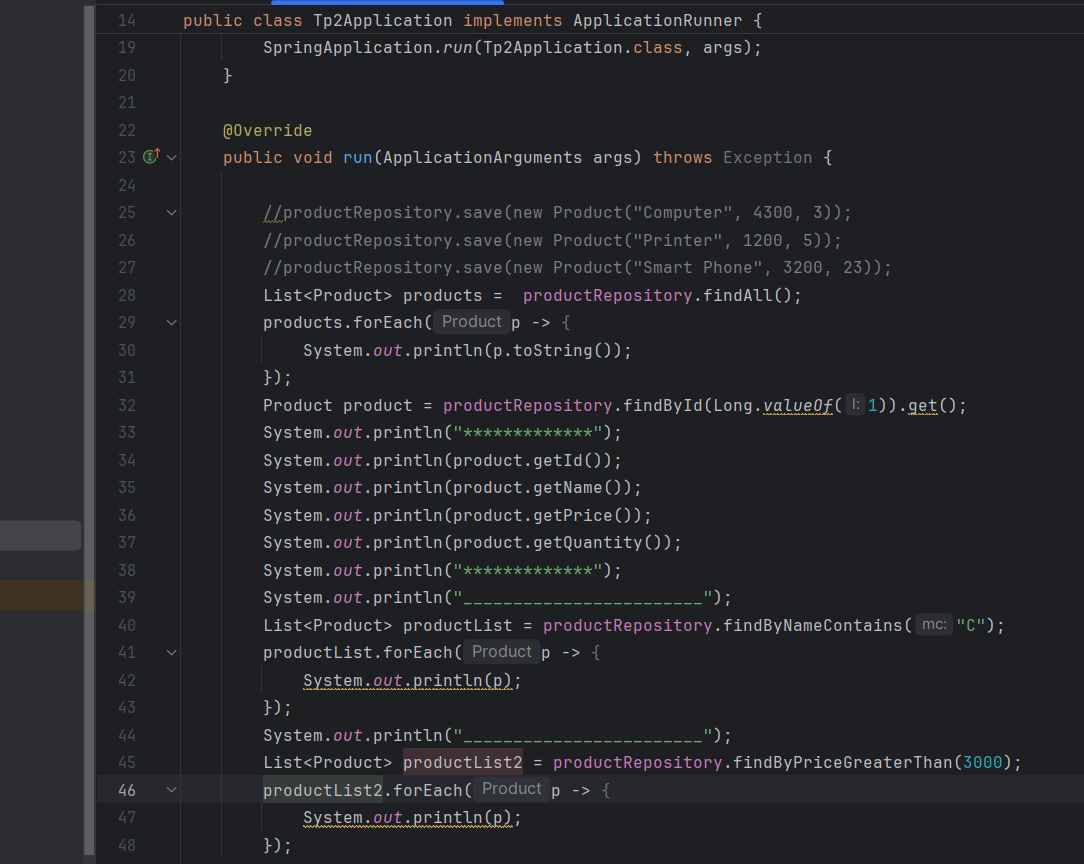 14 public class Tp2Application implements ApplicationRunner {
19 SpringApplication.run(Tp2Application.class, args);
20 }
21
22 @Override
23 public void run(ApplicationArguments args) throws Exception {
24
25 //productRepository.save(new Product("Computer", 4300, 3));
26 //productRepository.save(new Product("Printer", 1200, 5));
27 //productRepository.save(new Product("Smart Phone", 3200, 23));
28 List<Product> products =  productRepository.findAll();
29 products.forEach( Product p -> {
30 System.out.println(p.toString());
31 });
32 Product product = productRepository.findById(Long.valueOf( l: 1)).get();
33 System.out.println("*************");
34 System.out.println(product.getId());
35 System.out.println(product.getName());
36 System.out.println(product.getPrice());
37 System.out.println(product.getQuantity());
38 System.out.println("*************");
39 System.out.println("________________________");
40 List<Product> productList = productRepository.findByNameContains( mc: "C");
41 productList.forEach( Product p -> {
42 System.out.println(p);
43 });
44 System.out.println("________________________");
45 List<Product> productList2 = productRepository.findByPriceGreaterThan(3000);
46 productList2.forEach( Product p -> {
47 System.out.println(p);
48 });